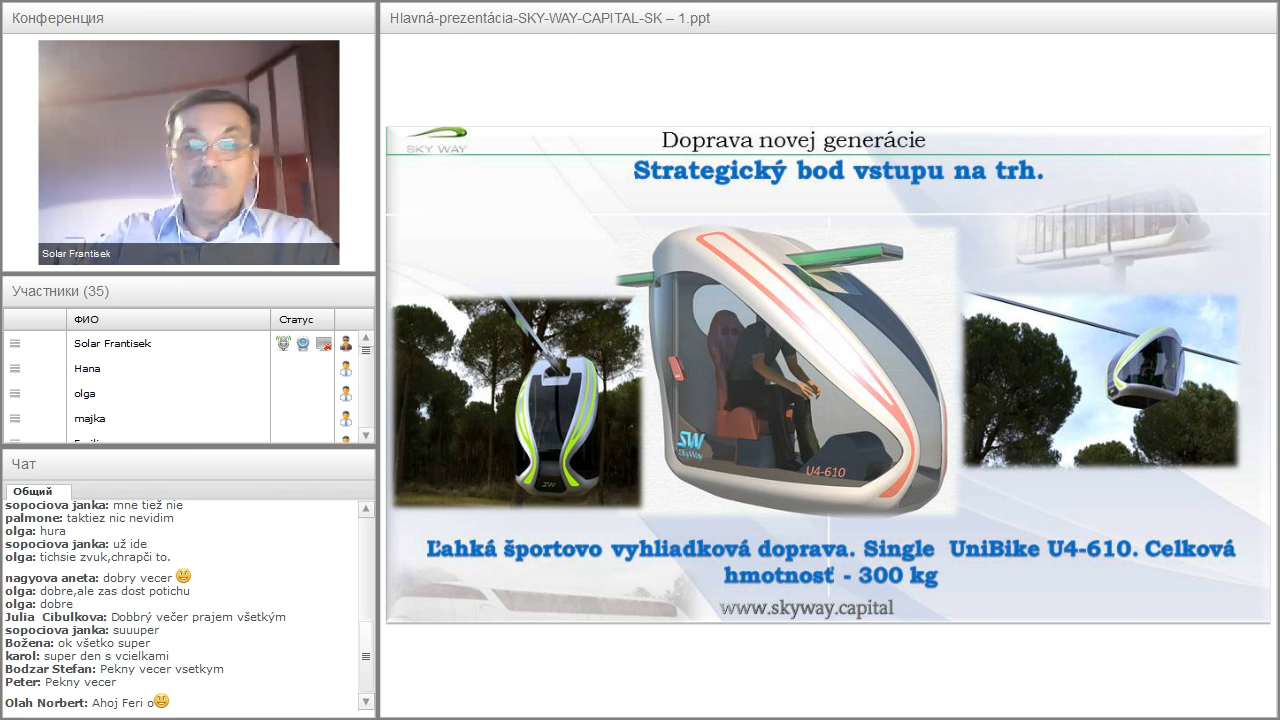 Конференция
Solar Frantisek
Участники (35)
ФИО
Статус
Solar Frantisek
Hana
olga
majka
Чат
Общий
sopociova janka: mne tiež nie
palmone: taktiez nic nevidim
olga: hura
sopociova janka: už ide
olga: tichsie zvuk,chrapči to.
nagyova aneta: dobry vecer
olga: dobre,ale zas dost potichu
olga: dobre
Julia Cibulkova: Dobbrý večer prajem všetkým
sopociova janka: suuuper
Božena: ok všetko super
karol: super den s vcielkami
Bodzar Stefan: Pekny vecer vsetkym
Peter: Pekny vecer
Olah Norbert: Ahoj Feri o
Hlavná-prezentácia-SKY-WAY-CAPITAL-SK – 1.ppt
SKY WAY
Doprava novej generácie
Strategický bod vstupu na trh.
SW
SkyWay
U4-610
Ľahká športovo vyhliadková doprava. Single UniBike U4-610. Celková
hmotnosť - 300 kg
www.skyway.capital